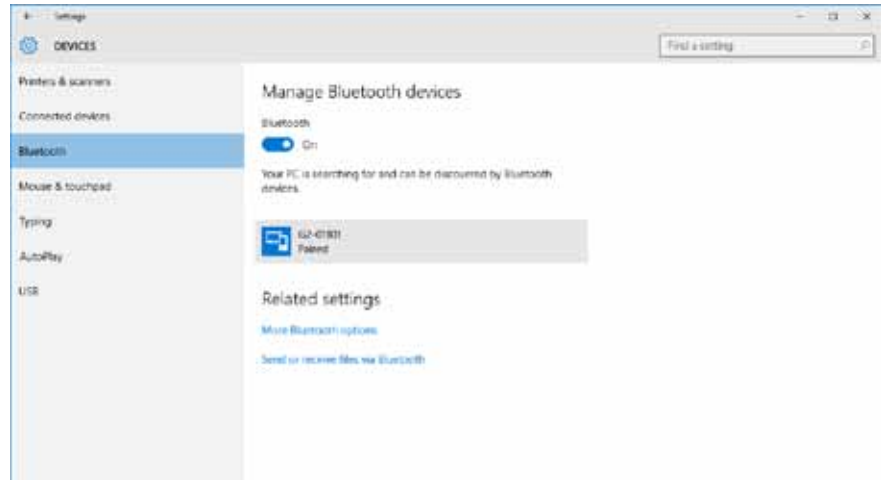 Settings
DEVICES
Find a setting
Printers & scanners
Connected devices
Bluetooth
Mouse & touchpad
Typing
AutoPlay
USB
Manage Bluetooth devices
Bluetooth
On
Your PC is searching for and can be discovered by Bluetooth
devices.
Paired
Related settings
More Bluetooth options
Send or receive files via Bluetooth